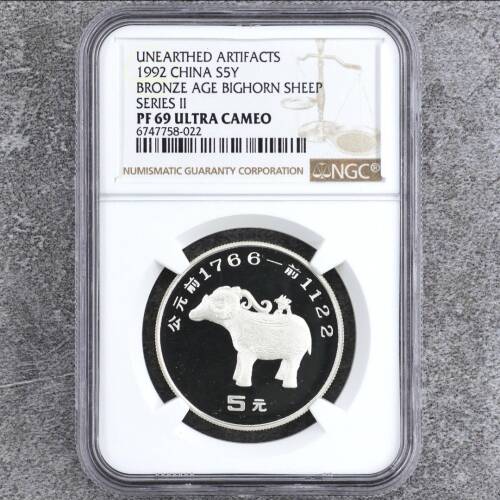 UNEARTHED ARTIFACTS
1992 CHINA S5Y
BRONZE AGE BIGHORN SHEEP
SERIES II
PF 69 ULTRA CAMEO
6747758-022
NUMISMATIC GUARANTY CORPORATION
NGC®
公元前1766一前1122
5元